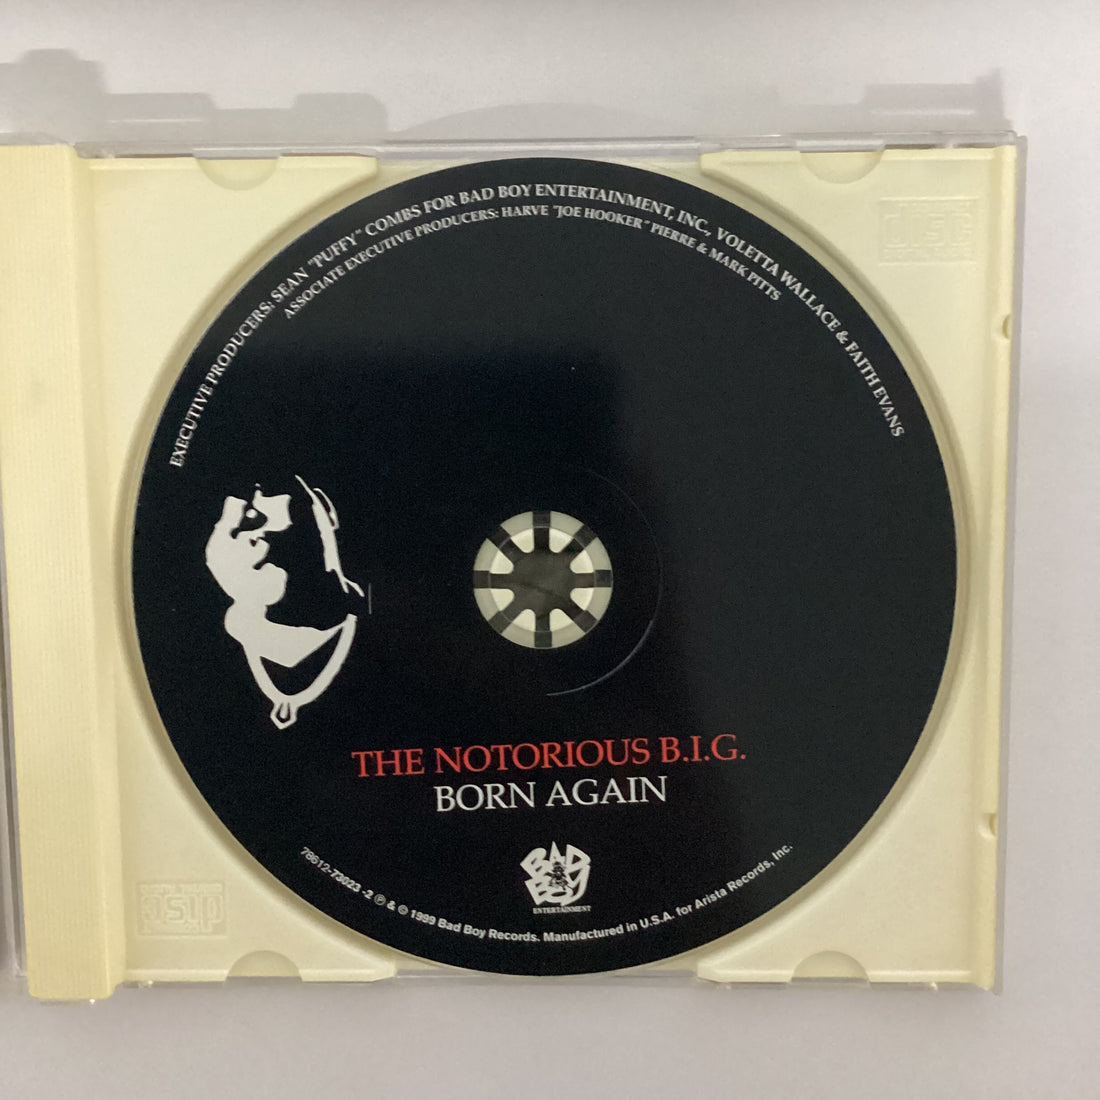 EXECUTIVE PRODUCERS: SEAN "PUFFY" COMBS FOR BAD BOY ENTERTAINMENT, INC., VOLETTA WALLACE & FAITH EVANS
ASSOCIATE EXECUTIVE PRODUCERS: HARVE "JOE HOOKER" PIERRE & MARK PITTS
THE NOTORIOUS B.I.G.
BORN AGAIN
BAD
BOY
ENTERTAINMENT
78612-73023-2 ℗ & © 1999 Bad Boy Records. Manufactured in U.S.A. for Arista Records, Inc.
disc
disc